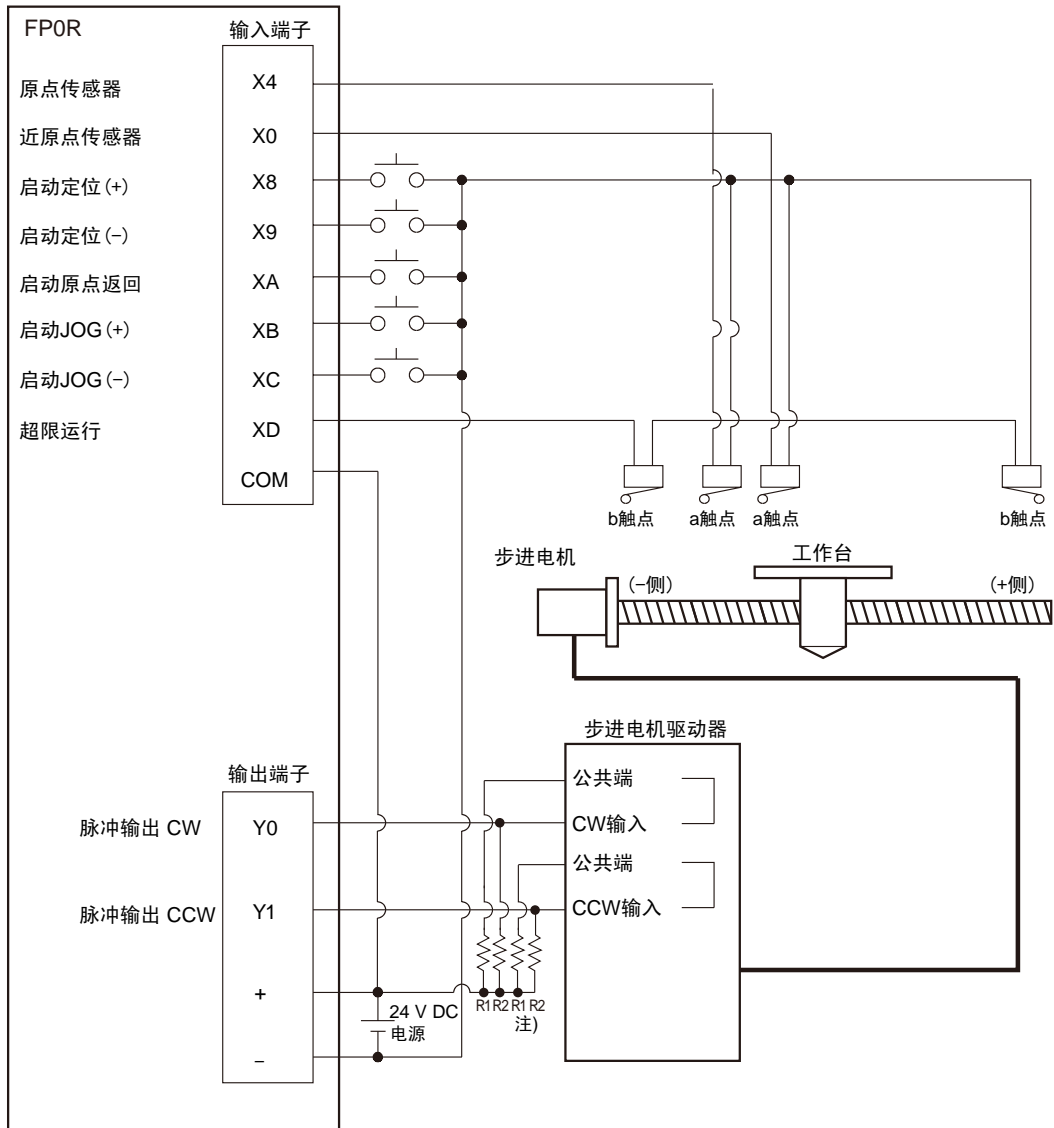 FP0R
输入端子
原点传感器 X4
近原点传感器 X0
启动定位(+) X8
启动定位(−) X9
启动原点返回 XA
启动JOG(+) XB
启动JOG(−) XC
超限运行 XD
COM
b触点 a触点 a触点 b触点
步进电机 工作台
(−侧) (+侧)
步进电机驱动器
输出端子 公共端
脉冲输出 CW Y0 CW输入
公共端
脉冲输出 CCW Y1 CCW输入
+
24 V DC
电源
R1 R2 R1 R2
注)
−